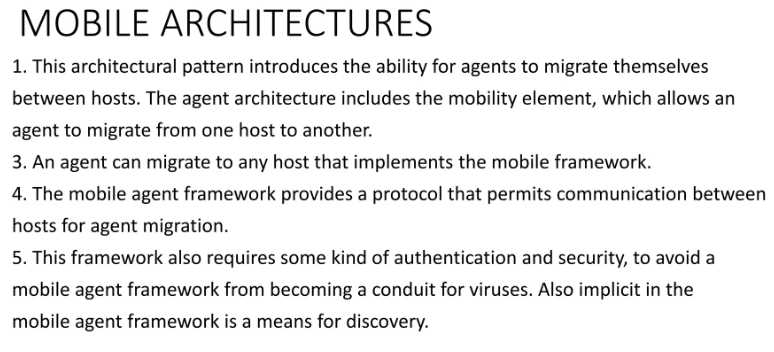 MOBILE ARCHITECTURES
1. This architectural pattern introduces the ability for agents to migrate themselves
between hosts. The agent architecture includes the mobility element, which allows an
agent to migrate from one host to another.
3. An agent can migrate to any host that implements the mobile framework.
4. The mobile agent framework provides a protocol that permits communication between
hosts for agent migration.
5. This framework also requires some kind of authentication and security, to avoid a
mobile agent framework from becoming a conduit for viruses. Also implicit in the
mobile agent framework is a means for discovery.